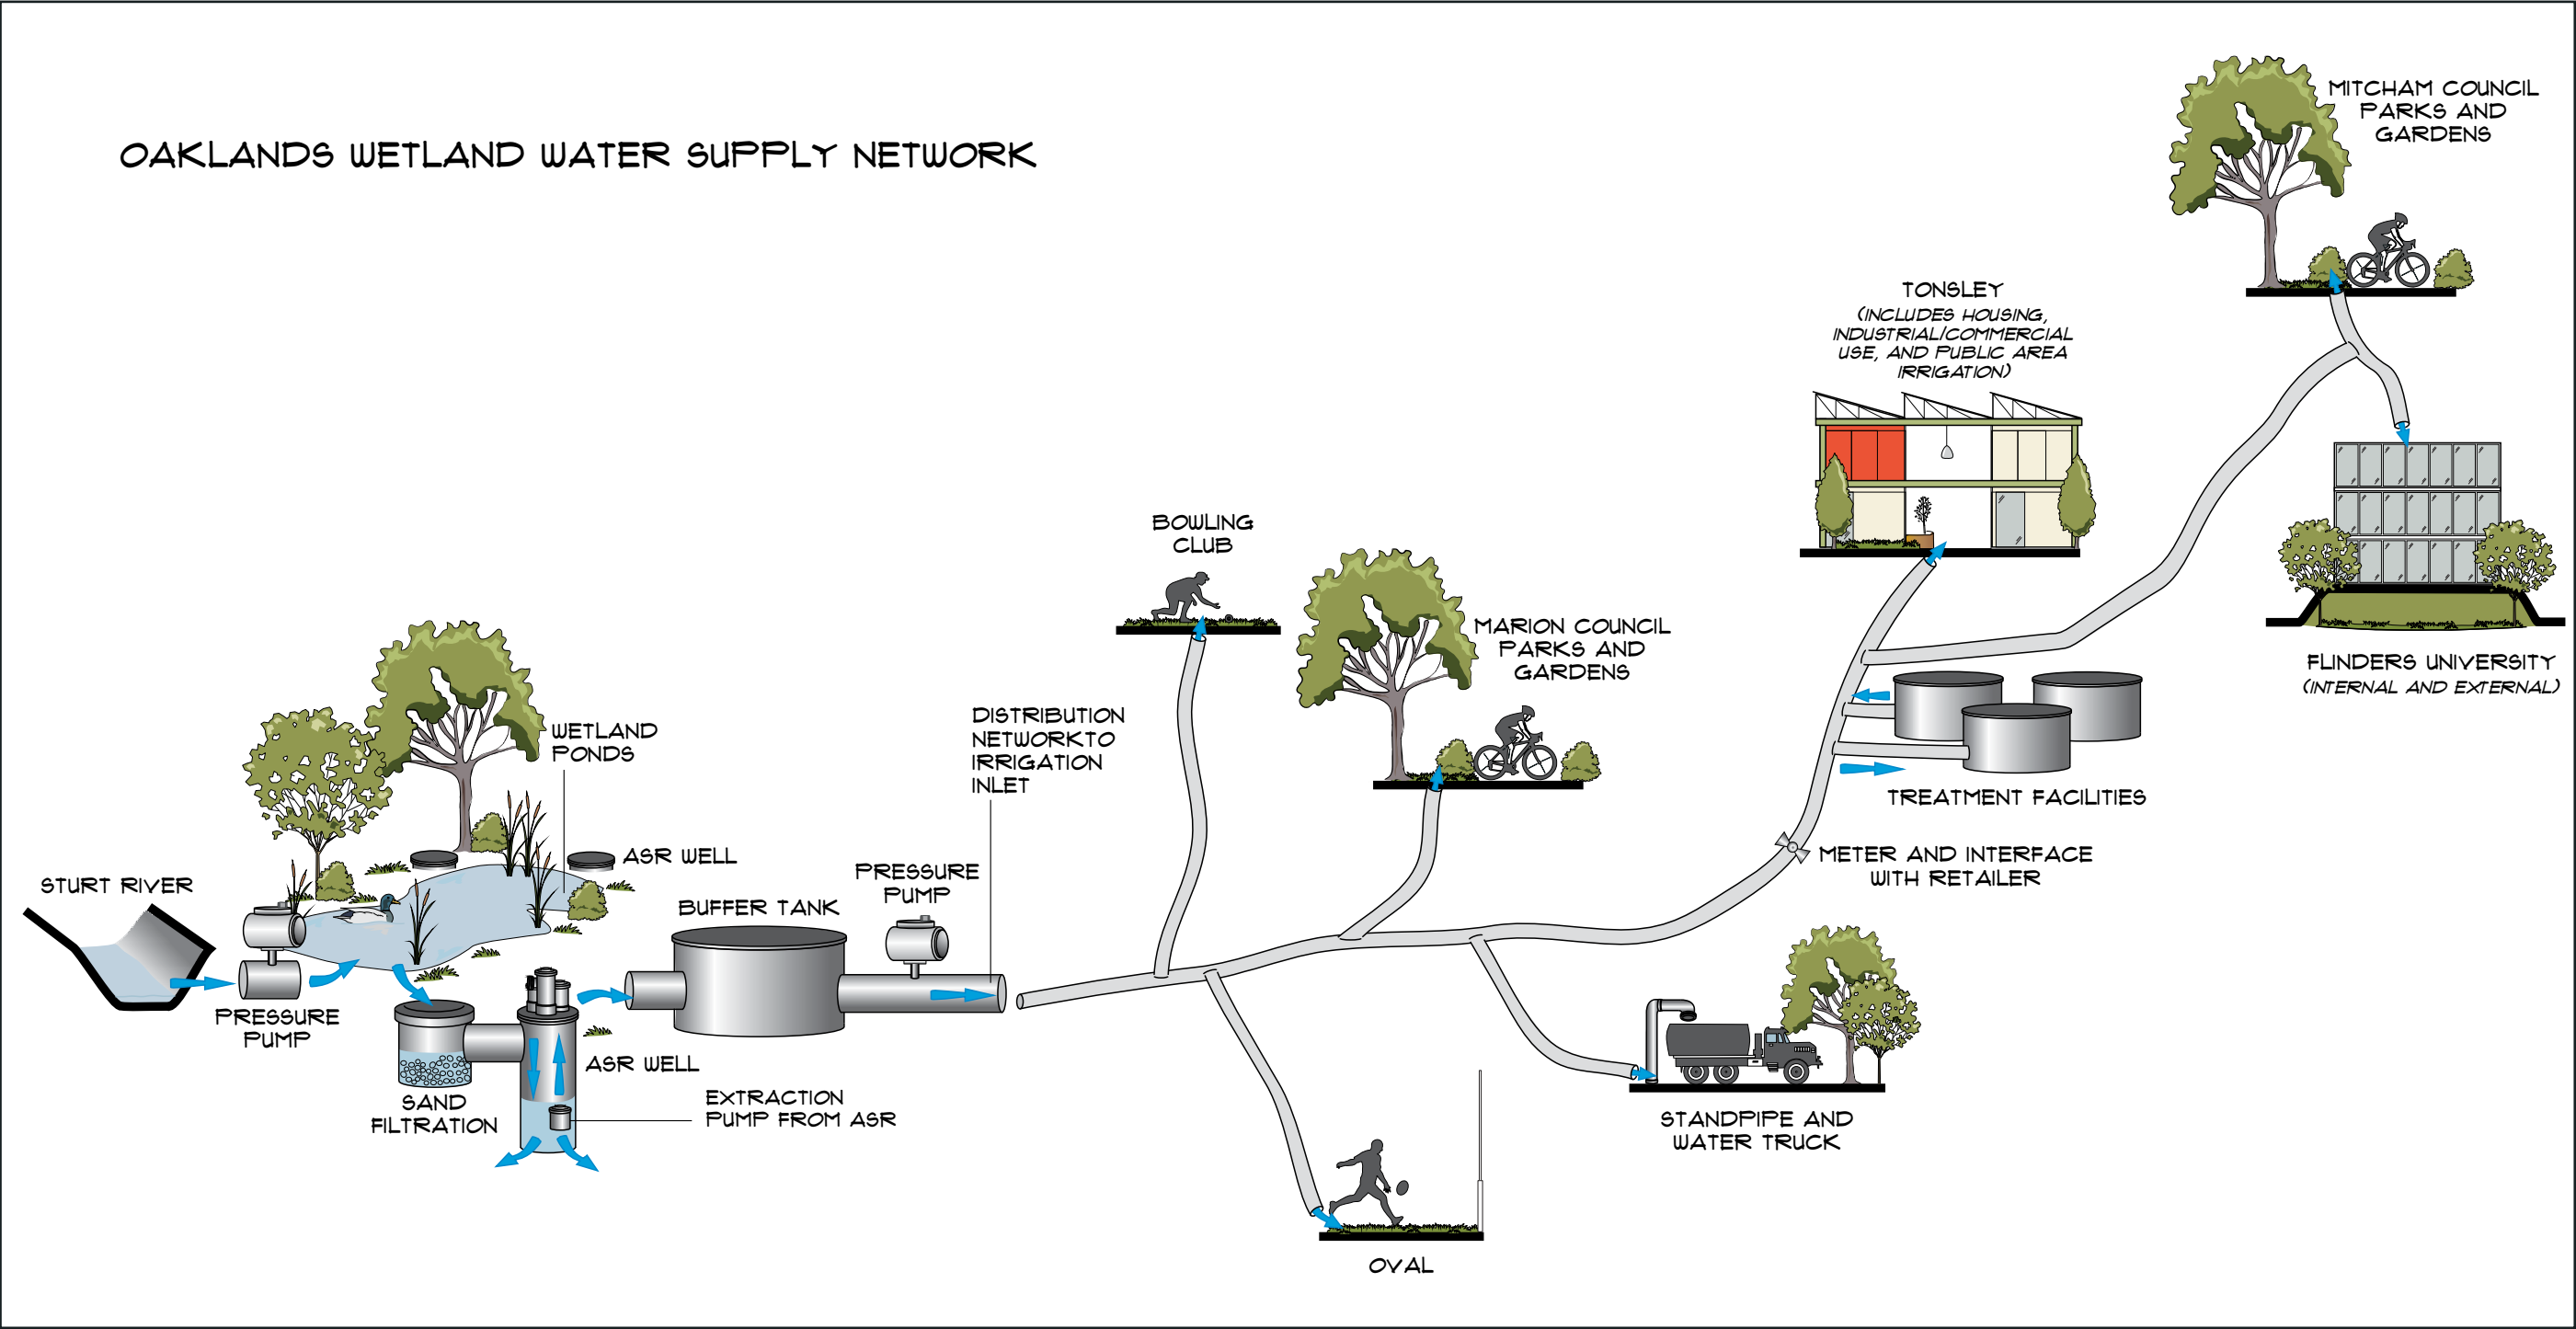 OAKLANDS WETLAND WATER SUPPLY NETWORK
MITCHAM COUNCIL
PARKS AND
GARDENS
TONSLEY
(INCLUDES HOUSING,
INDUSTRIAL/COMMERCIAL
USE, AND PUBLIC AREA
IRRIGATION)
BOWLING
CLUB
MARION COUNCIL
PARKS AND
GARDENS
FLINDERS UNIVERSITY
(INTERNAL AND EXTERNAL)
WETLAND
PONDS
DISTRIBUTION
NETWORKTO
IRRIGATION
INLET
TREATMENT FACILITIES
ASR WELL
METER AND INTERFACE
WITH RETAILER
STURT RIVER
PRESSURE
PUMP
BUFFER TANK
PRESSURE
PUMP
ASR WELL
SAND
FILTRATION
EXTRACTION
PUMP FROM ASR
STANDPIPE AND
WATER TRUCK
OVAL